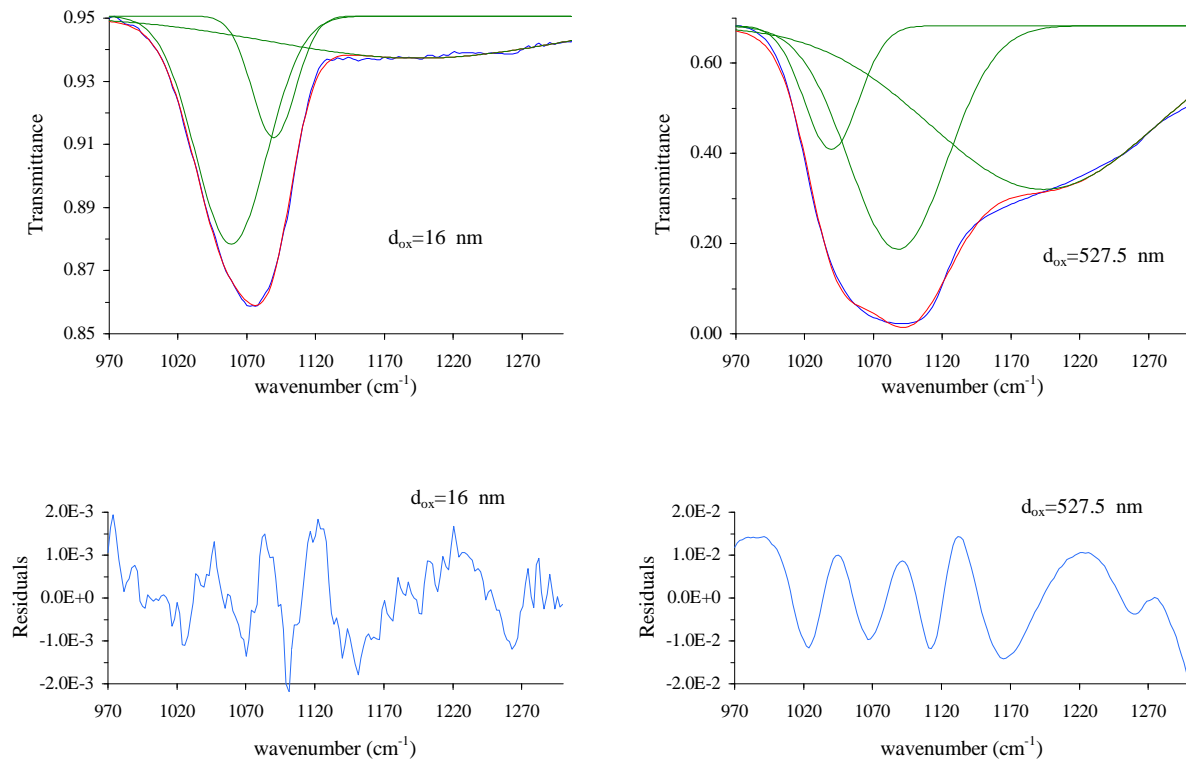 0.95
0.93
0.91
0.89
0.87
0.85
Transmittance
d_ox=16 nm
970 1020 1070 1120 1170 1220 1270
wavenumber (cm⁻¹)
0.60
0.40
0.20
0.00
Transmittance
d_ox=527.5 nm
970 1020 1070 1120 1170 1220 1270
wavenumber (cm⁻¹)
d_ox=16 nm
2.0E-3
1.0E-3
0.0E+0
-1.0E-3
-2.0E-3
Residuals
970 1020 1070 1120 1170 1220 1270
wavenumber (cm⁻¹)
d_ox=527.5 nm
2.0E-2
1.0E-2
0.0E+0
-1.0E-2
-2.0E-2
Residuals
970 1020 1070 1120 1170 1220 1270
wavenumber (cm⁻¹)